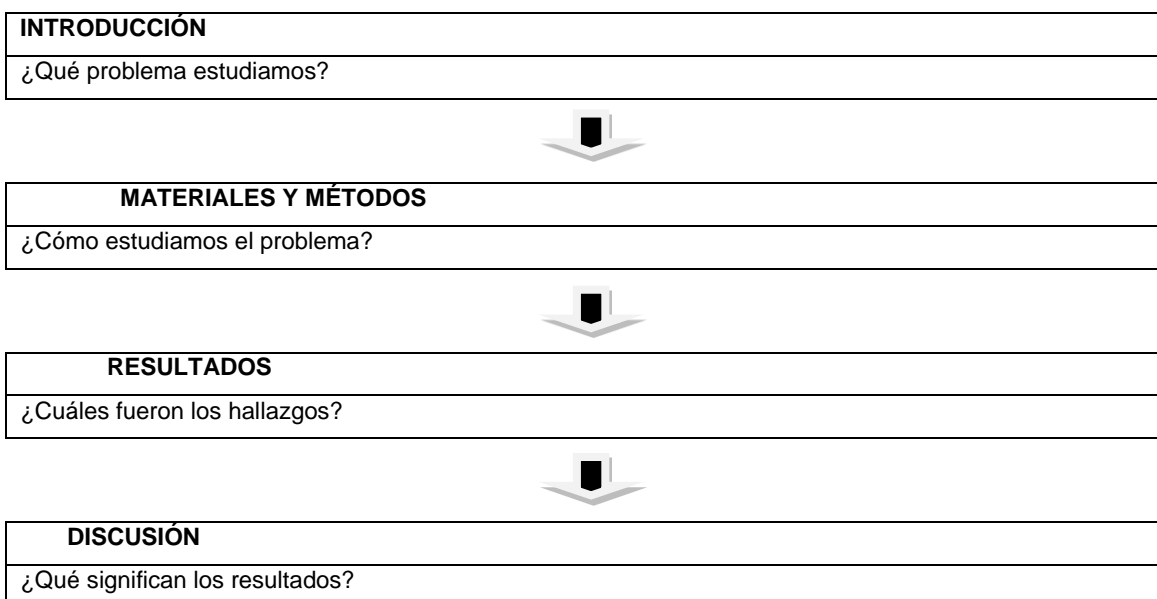 INTRODUCCIÓN
¿Qué problema estudiamos?
MATERIALES Y MÉTODOS
¿Cómo estudiamos el problema?
RESULTADOS
¿Cuáles fueron los hallazgos?
DISCUSIÓN
¿Qué significan los resultados?